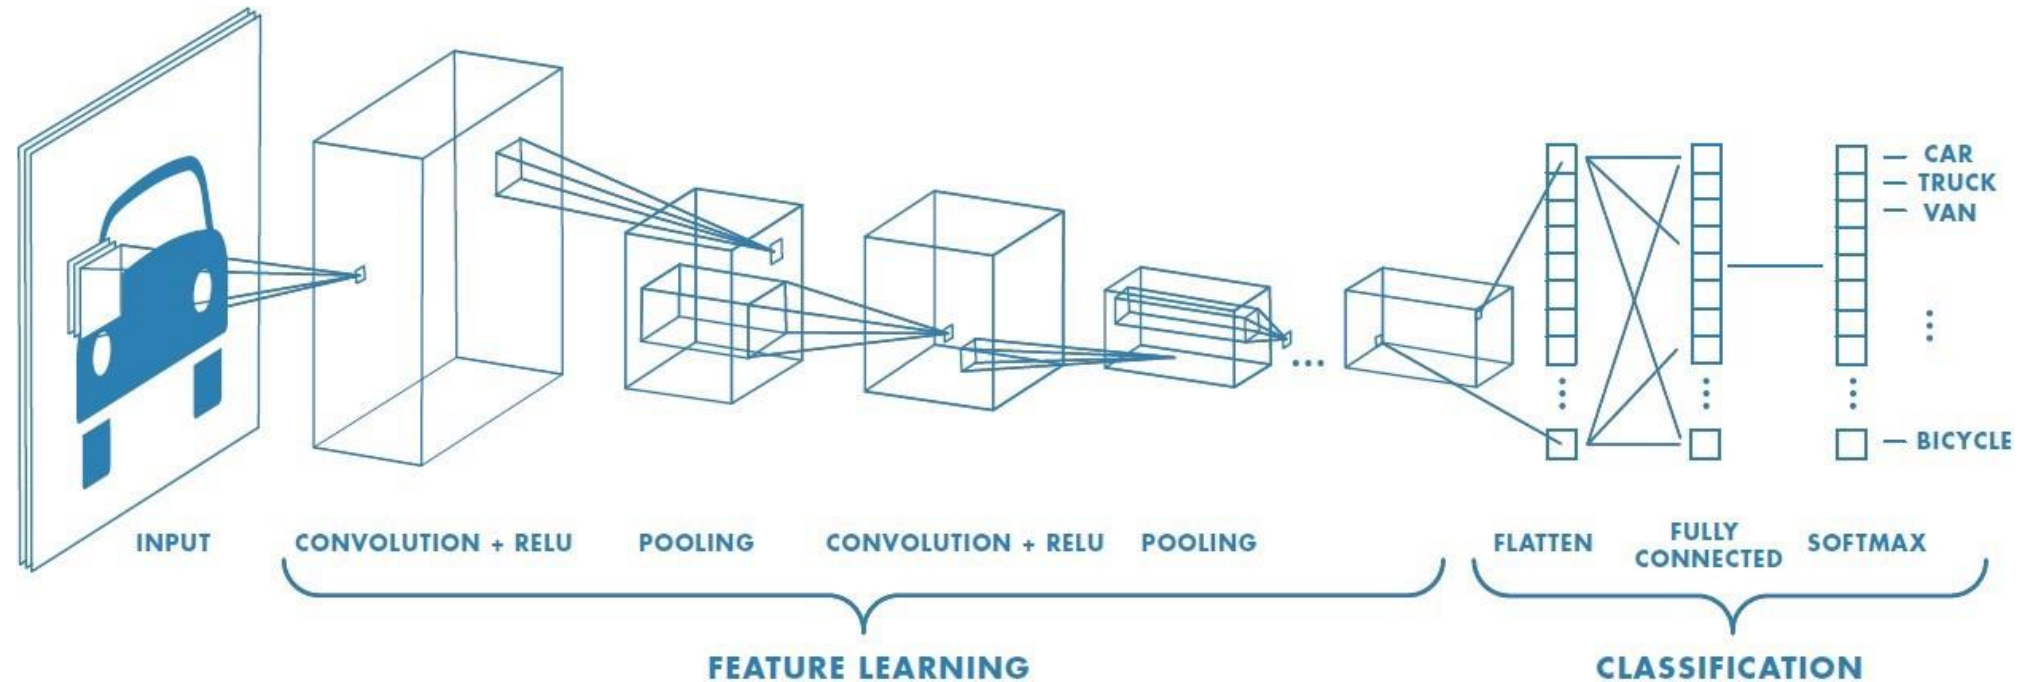 CAR
TRUCK
VAN
BICYCLE
INPUT
CONVOLUTION + RELU
POOLING
CONVOLUTION + RELU
POOLING
FLATTEN
FULLY
CONNECTED
SOFTMAX
FEATURE LEARNING
CLASSIFICATION